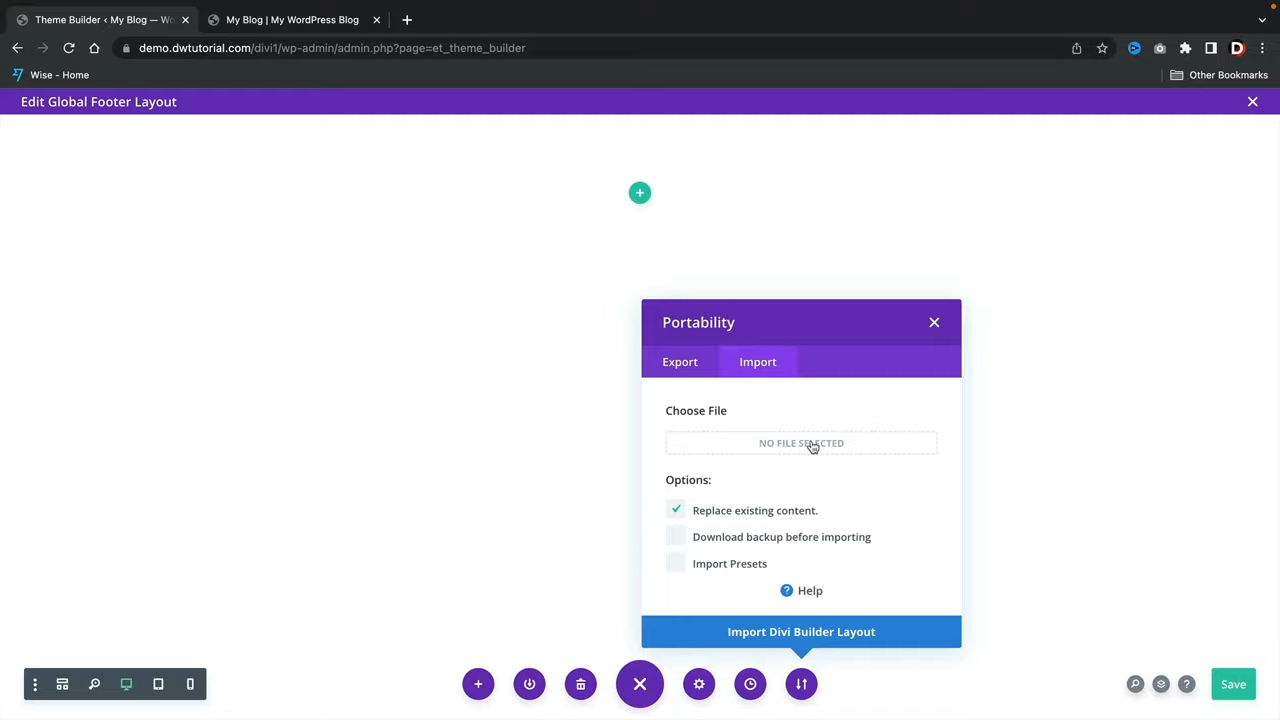 Theme Builder ‹ My Blog — Wo
My Blog | My WordPress Blog
demo.dwtutorial.com/divi1/wp-admin/admin.php?page=et_theme_builder
D
Wise - Home
Other Bookmarks
Edit Global Footer Layout
Portability
Export
Import
Choose File
NO FILE SELECTED
Options:
Replace existing content.
Download backup before importing
Import Presets
? Help
Import Divi Builder Layout
?
Save